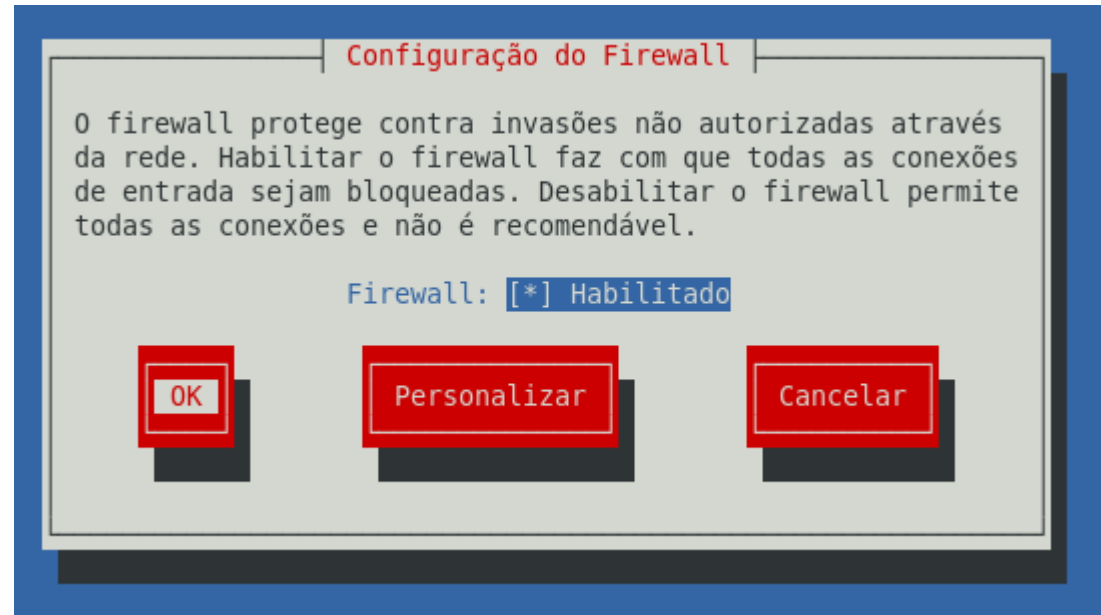 Configuração do Firewall
O firewall protege contra invasões não autorizadas através
da rede. Habilitar o firewall faz com que todas as conexões
de entrada sejam bloqueadas. Desabilitar o firewall permite
todas as conexões e não é recomendável.
Firewall: [*] Habilitado
OK Personalizar Cancelar